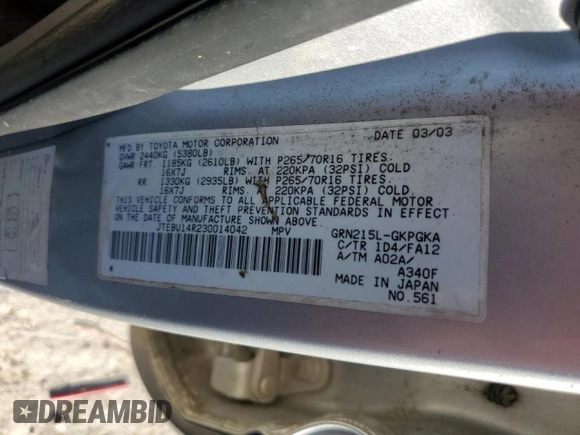 MFD BY TOYOTA MOTOR CORPORATION DATE 03/03
GVWR 2440KG (5380LB)
GAWR FRT 1185KG (2610LB) WITH P265/70R16 TIRES.
16X7J RIMS. AT 220KPA (32PSI) COLD
RR 1330KG (2935LB) WITH P265/70R16 TIRES.
16X7J RIMS. AT 220KPA (32PSI) COLD
THIS VEHICLE CONFORMS TO ALL APPLICABLE FEDERAL MOTOR
VEHICLE SAFETY AND THEFT PREVENTION STANDARDS IN EFFECT
ON THE DATE OF MANUFACTURE SHOWN ABOVE.
JTEBU14R230014042 MPV GRN215L-GKPGKA
C/TR 1D4/FA12
A/TM A02A/
A340F
MADE IN JAPAN
NO.561
DREAMBID